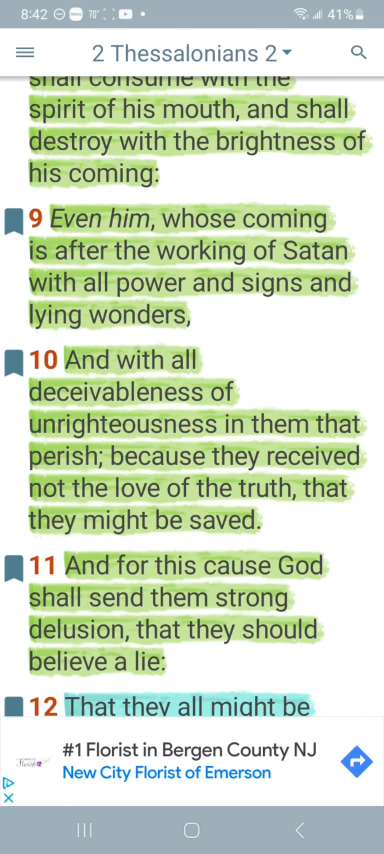 8:42 70° 41%
2 Thessalonians 2
shall consume with the
spirit of his mouth, and shall
destroy with the brightness of
his coming:
9 Even him, whose coming
is after the working of Satan
with all power and signs and
lying wonders,
10 And with all
deceivableness of
unrighteousness in them that
perish; because they received
not the love of the truth, that
they might be saved.
11 And for this cause God
shall send them strong
delusion, that they should
believe a lie:
12 That they all might be
#1 Florist in Bergen County NJ
New City Florist of Emerson